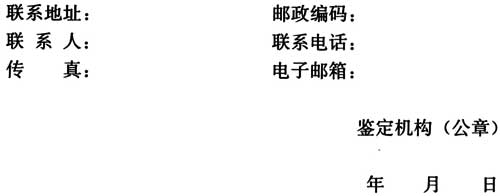 联系地址： 邮政编码：
联 系 人： 联系电话：
传 真： 电子邮箱：
鉴定机构（公章）
年 月 日